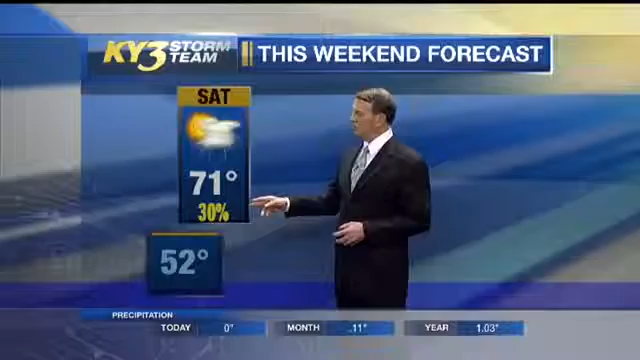 KY3 STORM TEAM
THIS WEEKEND FORECAST
SAT
71°
30%
52°
PRECIPITATION
TODAY 0" MONTH .11" YEAR 1.03"